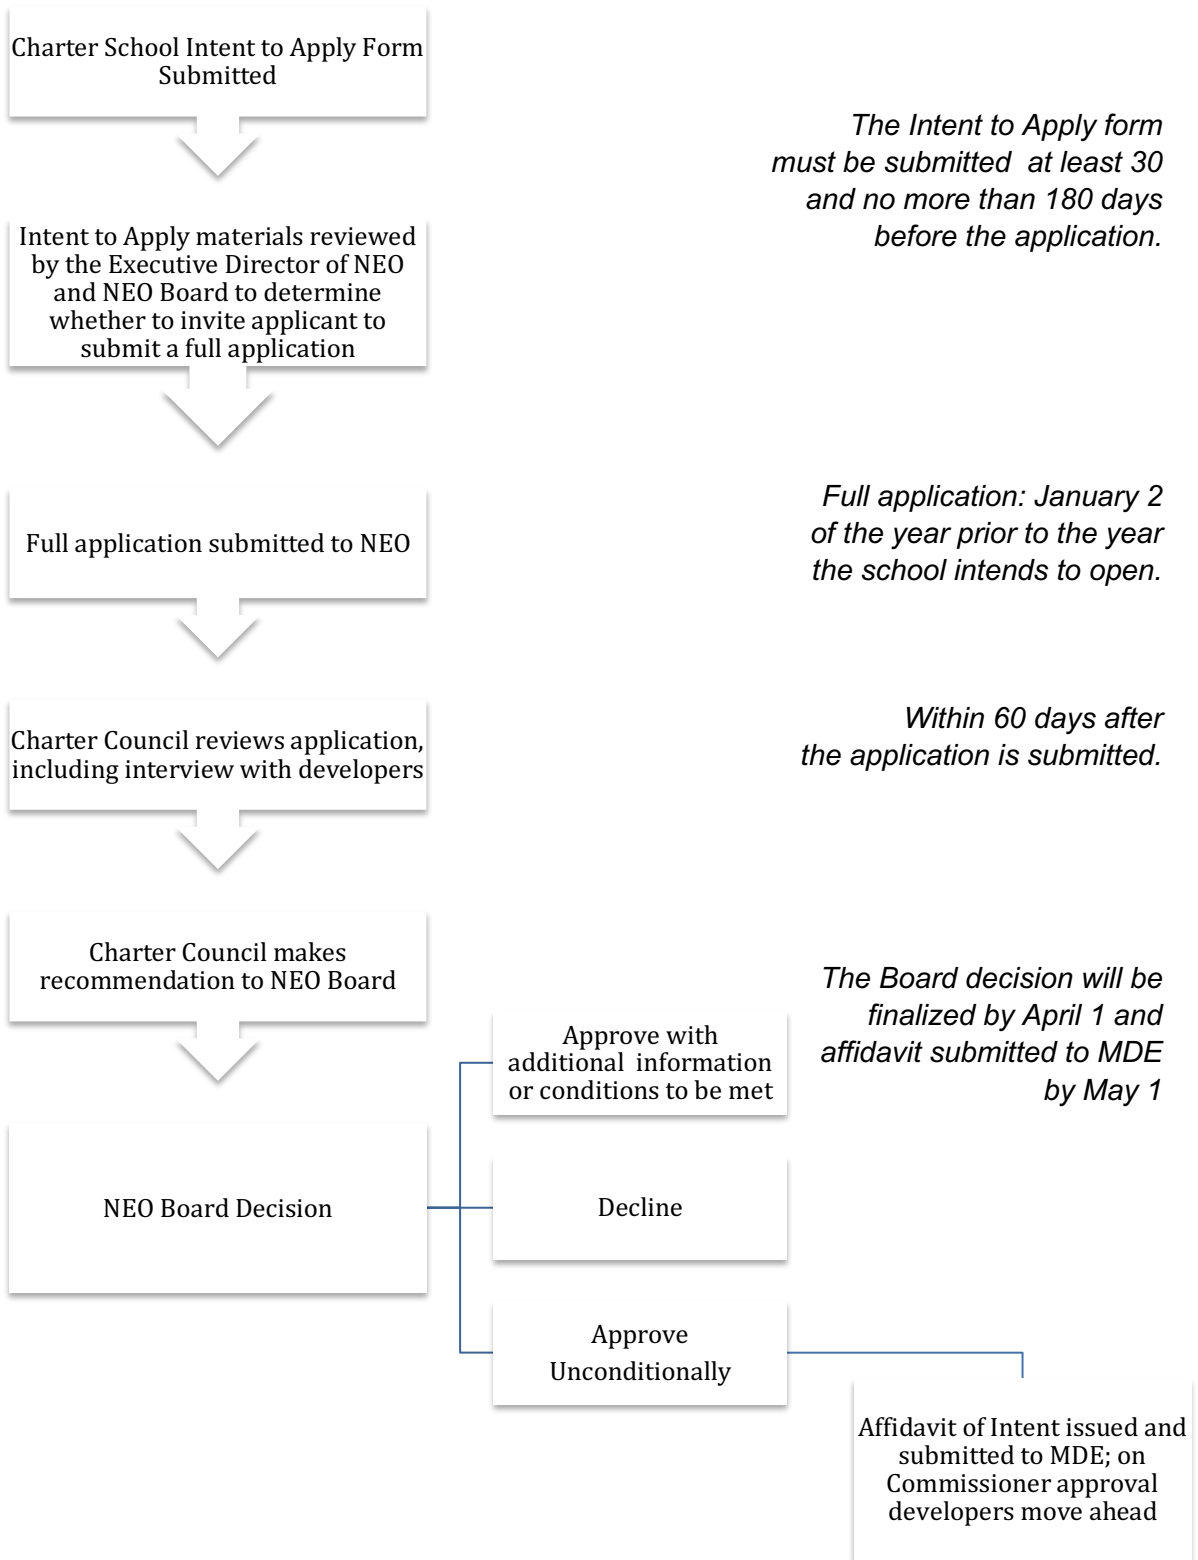 Charter School Intent to Apply Form
Submitted
The Intent to Apply form
must be submitted  at least 30
and no more than 180 days
before the application.
Intent to Apply materials reviewed
by the Executive Director of NEO
and NEO Board to determine
whether to invite applicant to
submit a full application
Full application submitted to NEO
Full application: January 2
of the year prior to the year
the school intends to open.
Charter Council reviews application,
including interview with developers
Within 60 days after
the application is submitted.
Charter Council makes
recommendation to NEO Board
The Board decision will be
finalized by April 1 and
affidavit submitted to MDE
by May 1
NEO Board Decision
Approve with
additional  information
or conditions to be met
Decline
Approve
Unconditionally
Affidavit of Intent issued and
submitted to MDE; on
Commissioner approval
developers move ahead